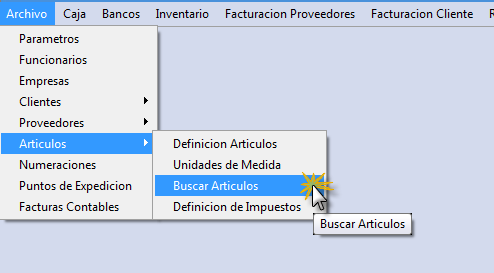 Archivo Caja Bancos Inventario Facturacion Proveedores Facturacion Cliente
Parametros
Funcionarios
Empresas
Clientes
Proveedores
Articulos
Numeraciones
Puntos de Expedicion
Facturas Contables
Definicion Articulos
Unidades de Medida
Buscar Articulos
Definicion de Impuestos
Buscar Articulos